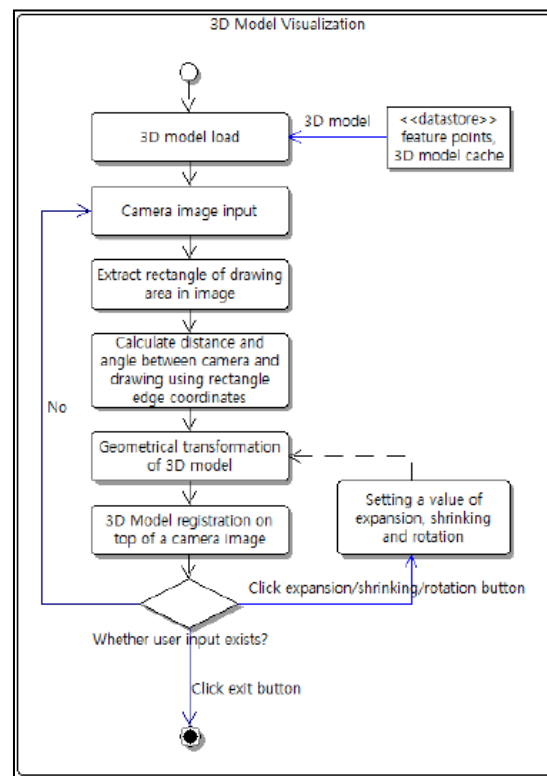 3D Model Visualization
3D model load
3D model
<<datastore>>
feature points,
3D model cache
Camera image input
Extract rectangle of drawing
area in image
Calculate distance and
angle between camera and
drawing using rectangle
edge coordinates
No
Geometrical transformation
of 3D model
Setting a value of
expansion, shrinking
and rotation
3D Model registration on
top of a camera image
Click expansion/shrinking/rotation button
Whether user input exists?
Click exit button